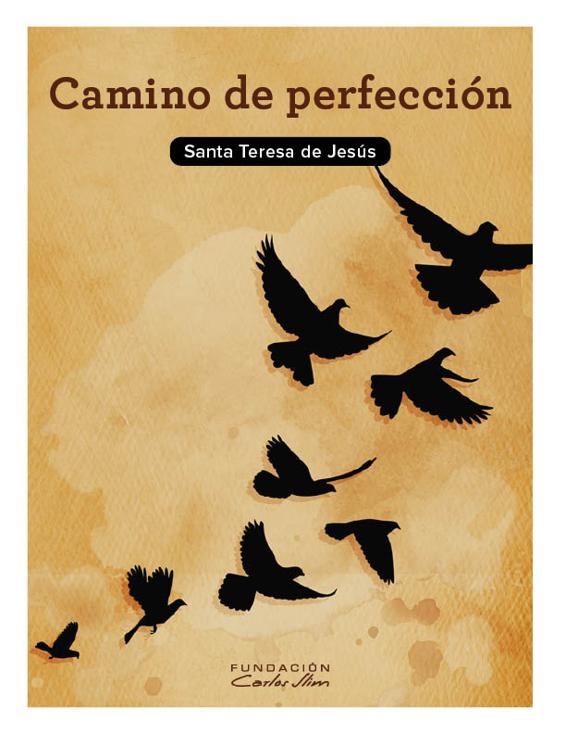 Camino de perfección
Santa Teresa de Jesús
FUNDACIÓN
Carlos Slim